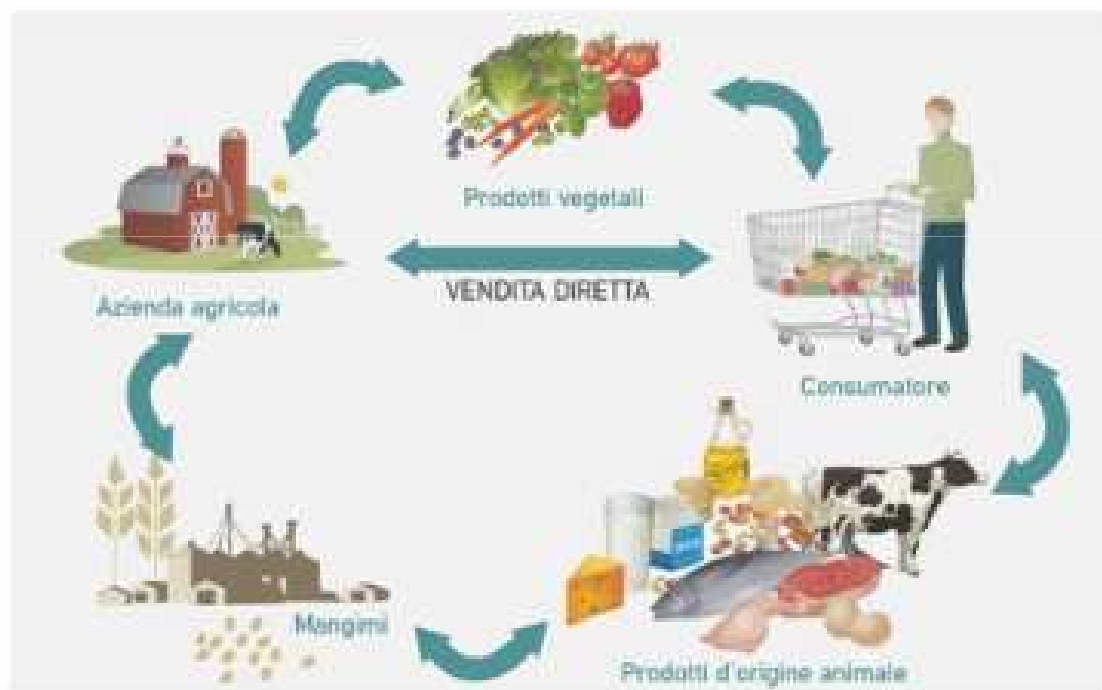 Prodotti vegetali
VENDITA DIRETTA
Azienda agricola
Consumatore
Mangimi
Prodotti d'origine animale